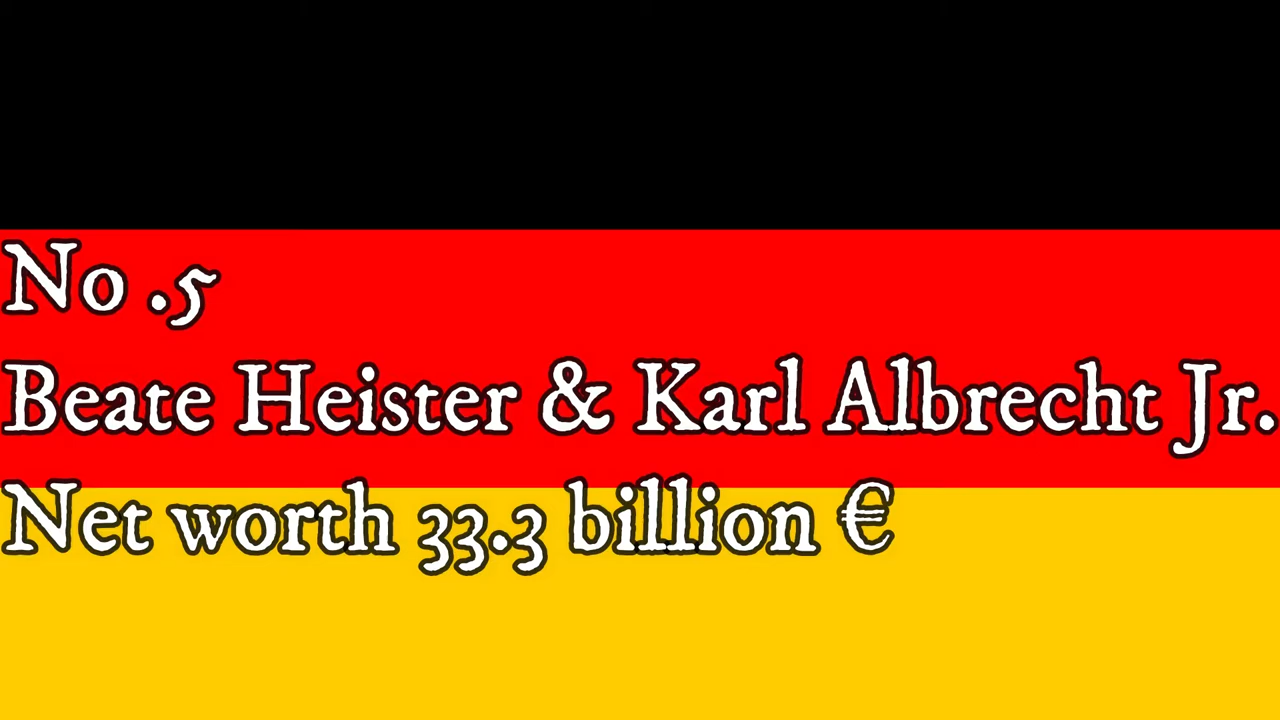 No .5
Beate Heister & Karl Albrecht Jr.
Net worth 33.3 billion €